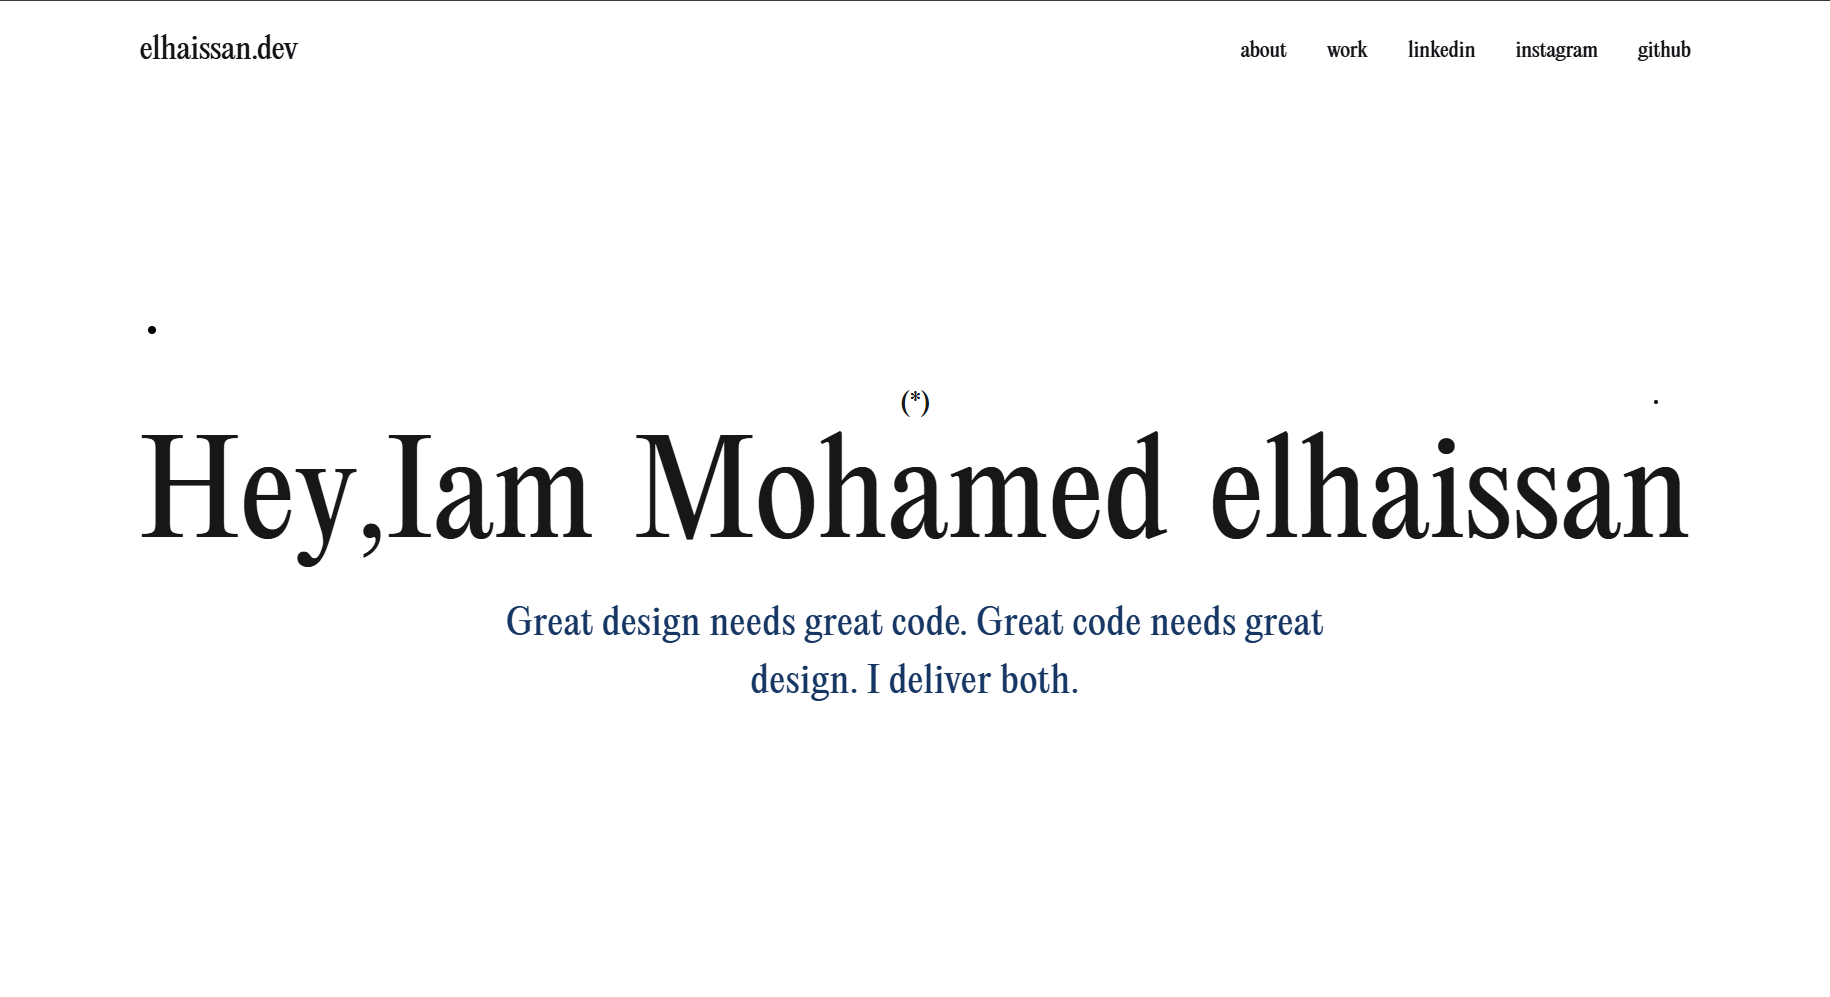 elhaissan.dev
about work linkedin instagram github
(*)
Hey,Iam Mohamed elhaissan
Great design needs great code. Great code needs great
design. I deliver both.